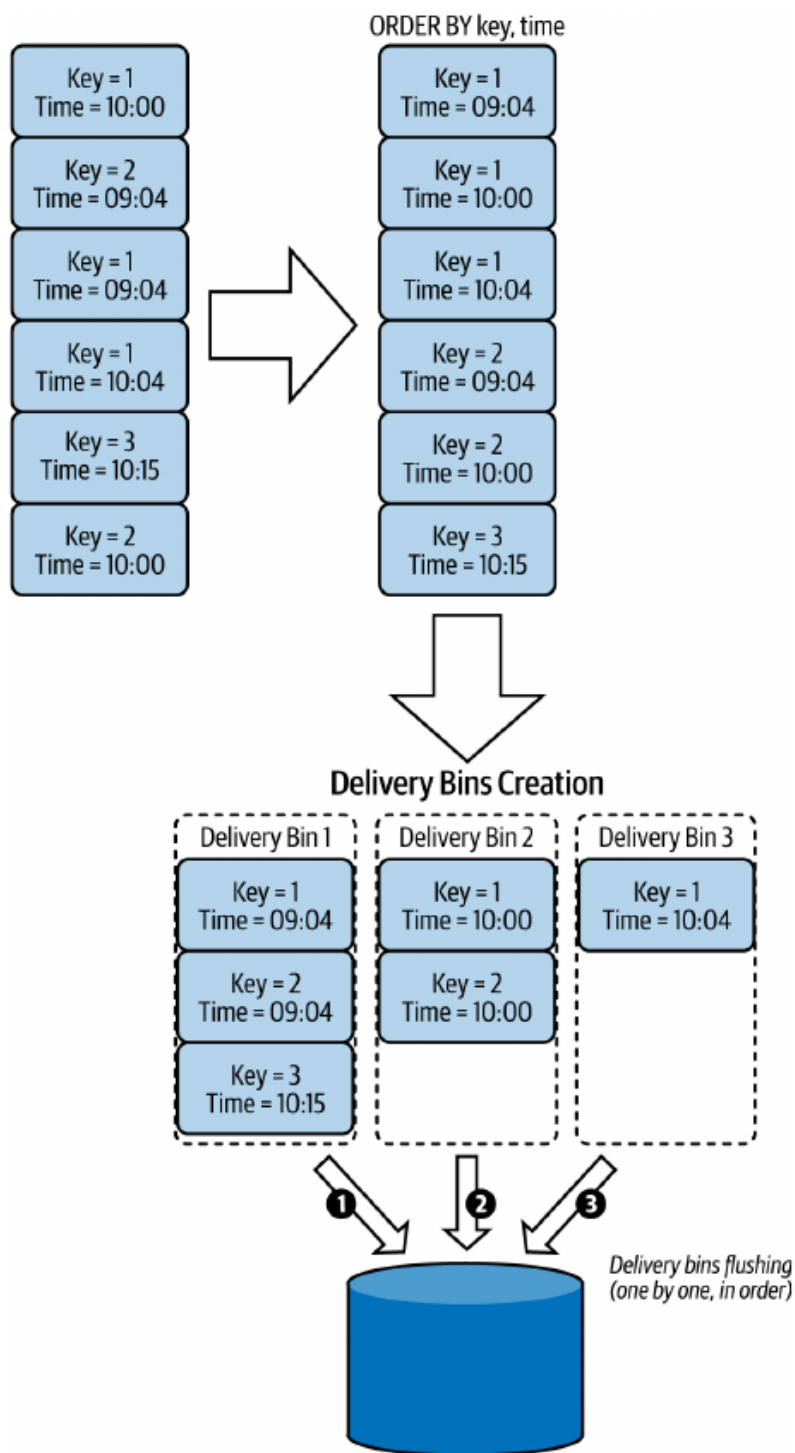 ORDER BY key, time
Key = 1
Time = 10:00
Key = 2
Time = 09:04
Key = 1
Time = 09:04
Key = 1
Time = 10:04
Key = 3
Time = 10:15
Key = 2
Time = 10:00
Key = 1
Time = 09:04
Key = 1
Time = 10:00
Key = 1
Time = 10:04
Key = 2
Time = 09:04
Key = 2
Time = 10:00
Key = 3
Time = 10:15
Delivery Bins Creation
Delivery Bin 1
Key = 1
Time = 09:04
Key = 2
Time = 09:04
Key = 3
Time = 10:15
Delivery Bin 2
Key = 1
Time = 10:00
Key = 2
Time = 10:00
Delivery Bin 3
Key = 1
Time = 10:04
1
2
3
Delivery bins flushing
(one by one, in order)